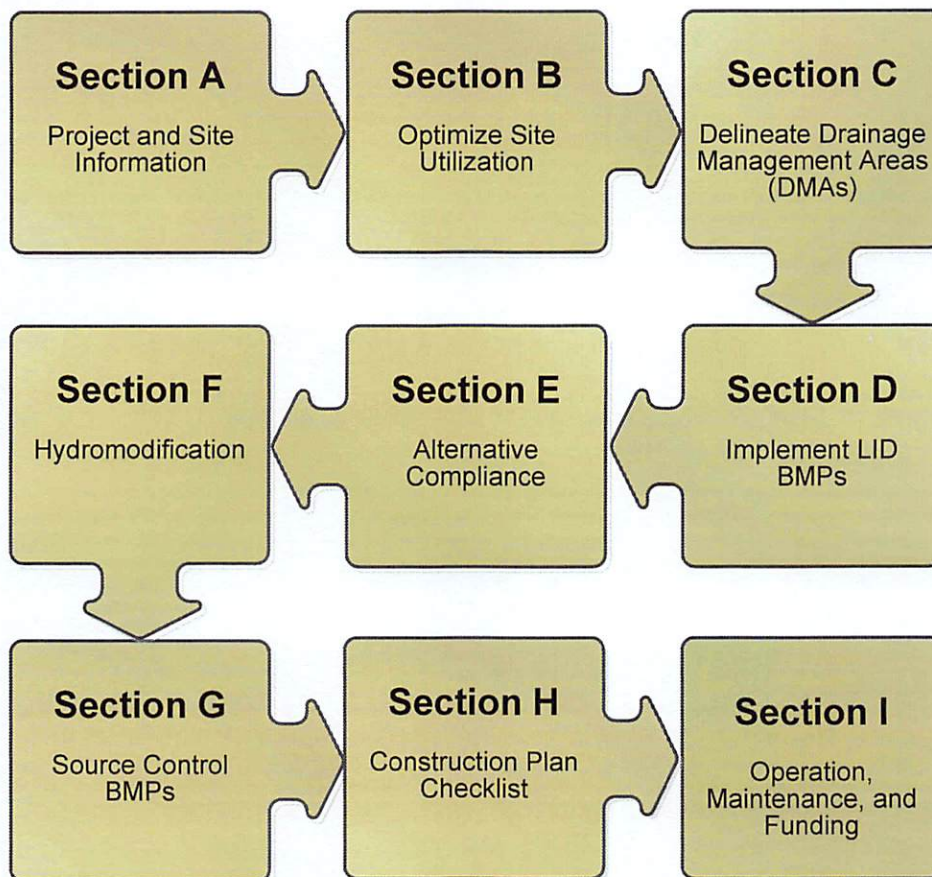 Section A
Project and Site
Information
Section B
Optimize Site
Utilization
Section C
Delineate Drainage
Management Areas
(DMAs)
Section F
Hydromodification
Section E
Alternative
Compliance
Section D
Implement LID
BMPs
Section G
Source Control
BMPs
Section H
Construction Plan
Checklist
Section I
Operation,
Maintenance, and
Funding